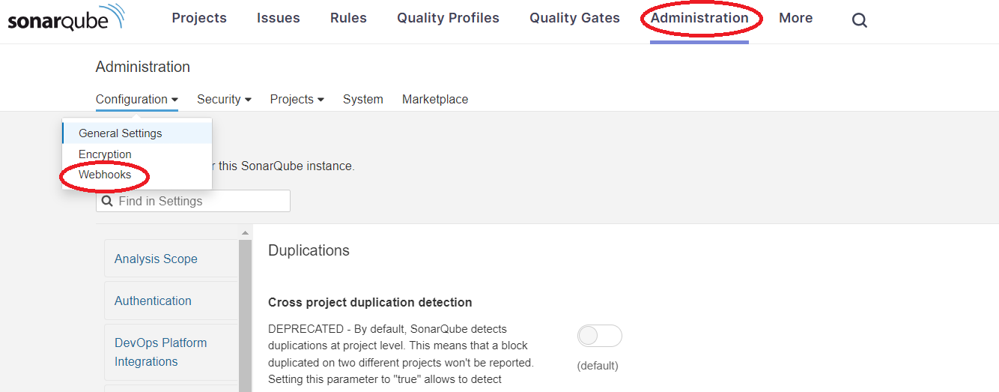 sonarqube Projects Issues Rules Quality Profiles Quality Gates Administration More
Administration
Configuration Security Projects System Marketplace
General Settings
Encryption
r this SonarQube instance.
Webhooks
Find in Settings
Analysis Scope
Authentication
DevOps Platform
Integrations
Duplications
Cross project duplication detection
DEPRECATED - By default, SonarQube detects
duplications at project level. This means that a block
duplicated on two different projects won't be reported.
Setting this parameter to "true" allows to detect
(default)